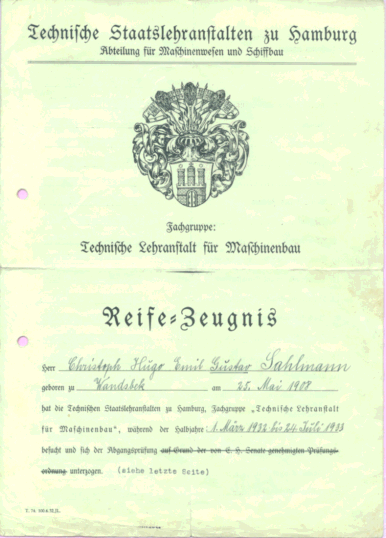 Technische Staatslehranstalten zu Hamburg
Abteilung für Maschinenwesen und Schiffbau
Fachgruppe:
Technische Lehranstalt für Maschinenbau
Reife=Zeugnis
Herr Christoph Hugo Emil Gustav Sahlmann
geboren zu Wandsbek am 25. Mai 1908
hat die Technischen Staatslehranstalten zu Hamburg, Fachgruppe "Technische Lehranstalt
für Maschinenbau", während der Halbjahre 1. März 1932 bis 24. Juli 1933
besucht und sich der Abgangsprüfung auf Grund der von E. H. Senate genehmigten Prüfungs-
ordnung unterzogen. (siehe letzte Seite)